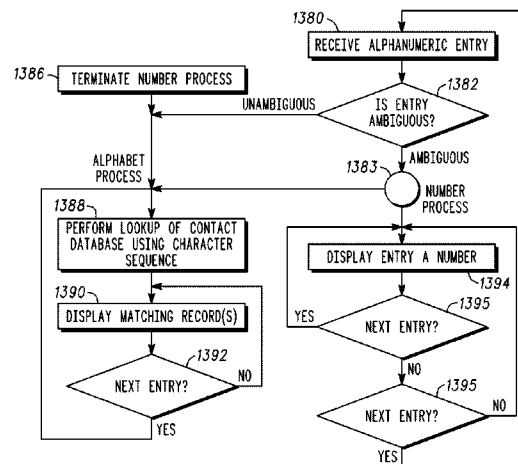 1380
RECEIVE ALPHANUMERIC ENTRY
1386
TERMINATE NUMBER PROCESS
1382
UNAMBIGUOUS
IS ENTRY
AMBIGUOUS?
1383
AMBIGUOUS
ALPHABET
PROCESS
NUMBER
PROCESS
1388
PERFORM LOOKUP OF CONTACT
DATABASE USING CHARACTER
SEQUENCE
DISPLAY ENTRY A NUMBER
1394
1390
DISPLAY MATCHING RECORD(S)
YES
1395
NEXT ENTRY?
1392
NEXT ENTRY?
NO
NO
1395
NEXT ENTRY?
NO
YES
YES